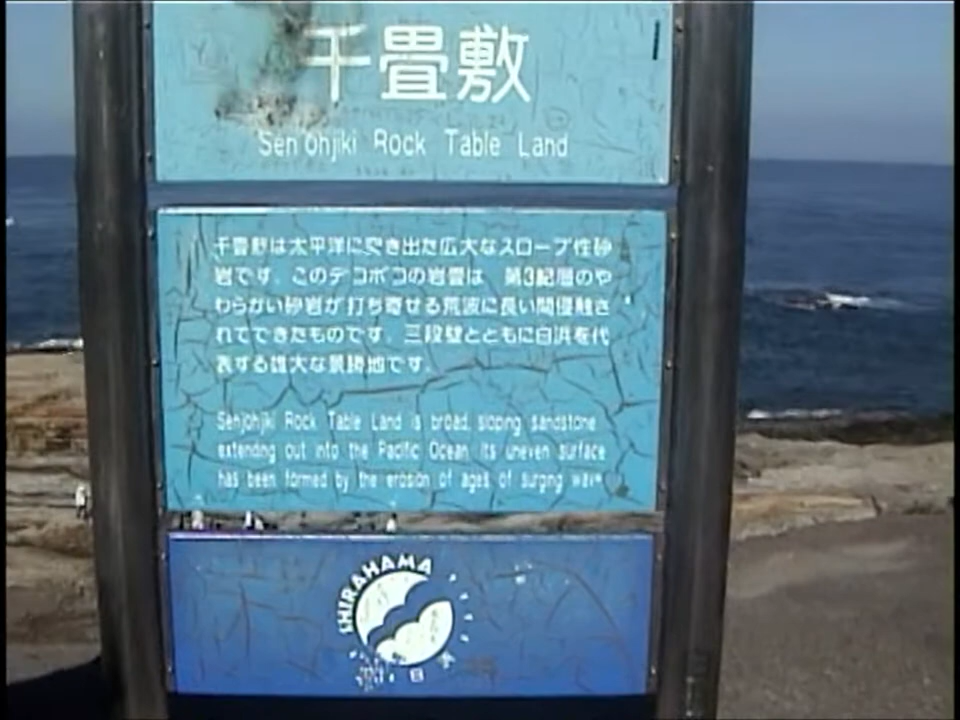 千畳敷
Senjohjiki Rock Table Land
千畳敷は太平洋に突き出た広大なスロープ性砂
岩です。このデコボコの岩畳は、第3紀層のや
わらかい砂岩が打ち寄せる荒波に長い間侵触さ
れてできたものです。三段壁とともに白浜を代
表する雄大な景勝地です。
Senjohjiki Rock Table Land is broad, sloping sandstone
extending out into the Pacific Ocean. Its uneven surface
has been formed by the erosion of ages of surging wave
SHIRAHAMA